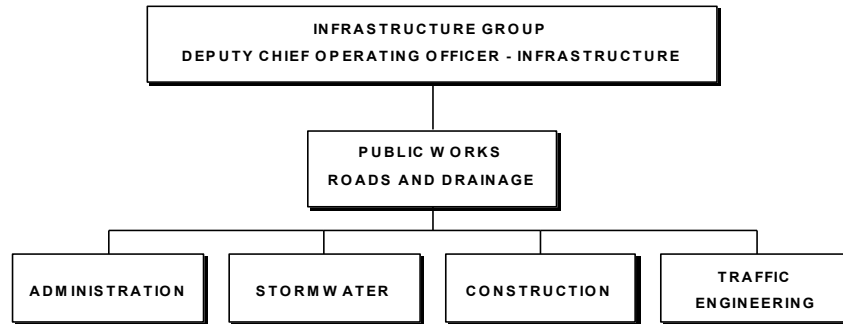 INFRASTRUCTURE GROUP
DEPUTY CHIEF OPERATING OFFICER - INFRASTRUCTURE
PUBLIC WORKS
ROADS AND DRAINAGE
ADMINISTRATION
STORMWATER
CONSTRUCTION
TRAFFIC
ENGINEERING